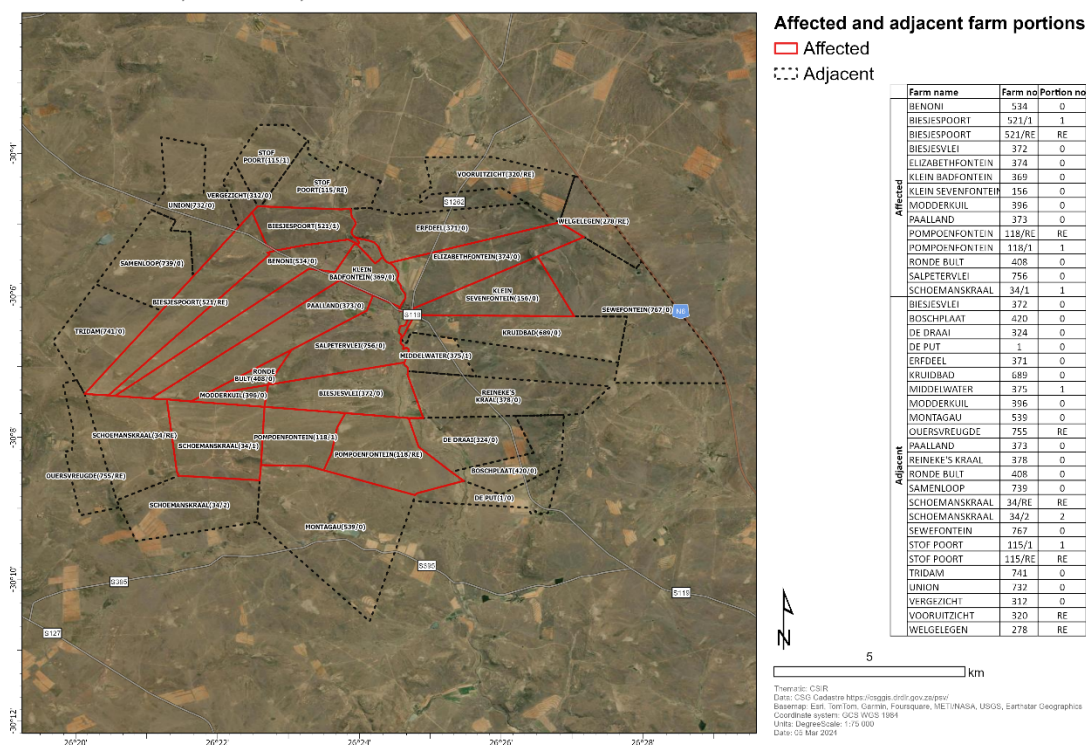 Affected and adjacent farm portions
Affected
Adjacent
Farm name Farm no Portion no
Affected
BENONI 534 0
BIESJESPOORT 521/1 1
BIESJESPOORT 521/RE RE
BIESJESVLEI 372 0
ELIZABETHFONTEIN 374 0
KLEIN BADFONTEIN 369 0
KLEIN SEVENFONTEIN 156 0
MODDERKUIL 396 0
PAALLAND 373 0
POMPOENFONTEIN 118/RE RE
POMPOENFONTEIN 118/1 1
RONDE BULT 408 0
SALPETERVLEI 756 0
SCHOEMANSKRAAL 34/1 1
Adjacent
BIESJESVLEI 372 0
BOSCHPLAAT 420 0
DE DRAAI 324 0
DE PUT 1 0
ERFDEEL 371 0
KRUIDBAD 689 0
MIDDELWATER 375 1
MODDERKUIL 396 0
MONTAGAU 539 0
OUERSVREUGDE 755 RE
PAALLAND 373 0
REINEKE'S KRAAL 378 0
RONDE BULT 408 0
SAMENLOOP 739 0
SCHOEMANSKRAAL 34/RE RE
SCHOEMANSKRAAL 34/2 2
SEWEFONTEIN 767 0
STOF POORT 115/1 1
STOF POORT 115/RE RE
TRIDAM 741 0
UNION 732 0
VERGEZICHT 312 0
VOORUITZICHT 320 RE
WELGELEGEN 278 RE
STOF
POORT(115/1)
STOF
POORT(115/RE)
VOORUITZICHT(320/RE)
VERGEZICHT(312/0)
UNION(732/0)
S1262
WELGELEGEN(278/RE)
BIESJESPOORT(521/1)
ERFDEEL(371/0)
SAMENLOOP(739/0)
BENONI(534/0)
ELIZABETHFONTEIN(374/0)
KLEIN
BADFONTEIN(369/0)
KLEIN
SEVENFONTEIN(156/0)
BIESJESPOORT(521/RE)
PAALLAND(373/0)
SEWEFONTEIN(767/0)
N6
S118
TRIDAM(741/0)
KRUIDBAD(689/0)
SALPETERVLEI(756/0)
MIDDELWATER(375/1)
RONDE
BULT(408/0)
MODDERKUIL(396/0)
BIESJESVLEI(372/0)
REINEKE'S
KRAAL(378/0)
SCHOEMANSKRAAL(34/RE)
SCHOEMANSKRAAL(34/1)
POMPOENFONTEIN(118/1)
DE DRAAI(324/0)
POMPOENFONTEIN(118/RE)
BOSCHPLAAT(420/0)
OUERSVREUGDE(755/RE)
DE PUT(1/0)
SCHOEMANSKRAAL(34/2)
MONTAGAU(539/0)
S395
S395
S119
S127
-30°4'
-30°6'
-30°8'
-30°10'
-30°12'
26°20' 26°22' 26°24' 26°26' 26°28'
N
5
km
Thematic: CSIR
Data: CSG Cadastre https://csggis.drdlr.gov.za/psv/
Basemap: Esri, TomTom, Garmin, Foursquare, METI/NASA, USGS, Earthstar Geographics
Coordinate system: GCS WGS 1984
Units: DegreeScale: 1:75 000
Date: 05 Mar 2024